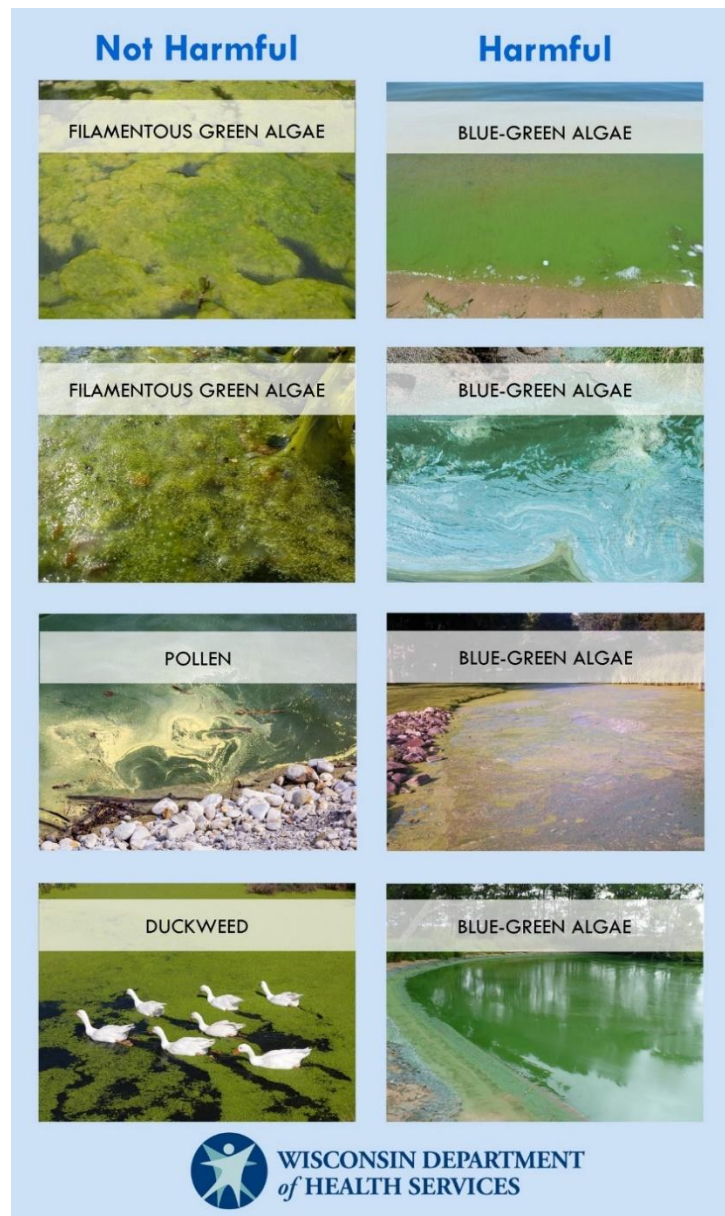 Not Harmful
Harmful
FILAMENTOUS GREEN ALGAE
BLUE-GREEN ALGAE
FILAMENTOUS GREEN ALGAE
BLUE-GREEN ALGAE
POLLEN
BLUE-GREEN ALGAE
DUCKWEED
BLUE-GREEN ALGAE
WISCONSIN DEPARTMENT
of HEALTH SERVICES